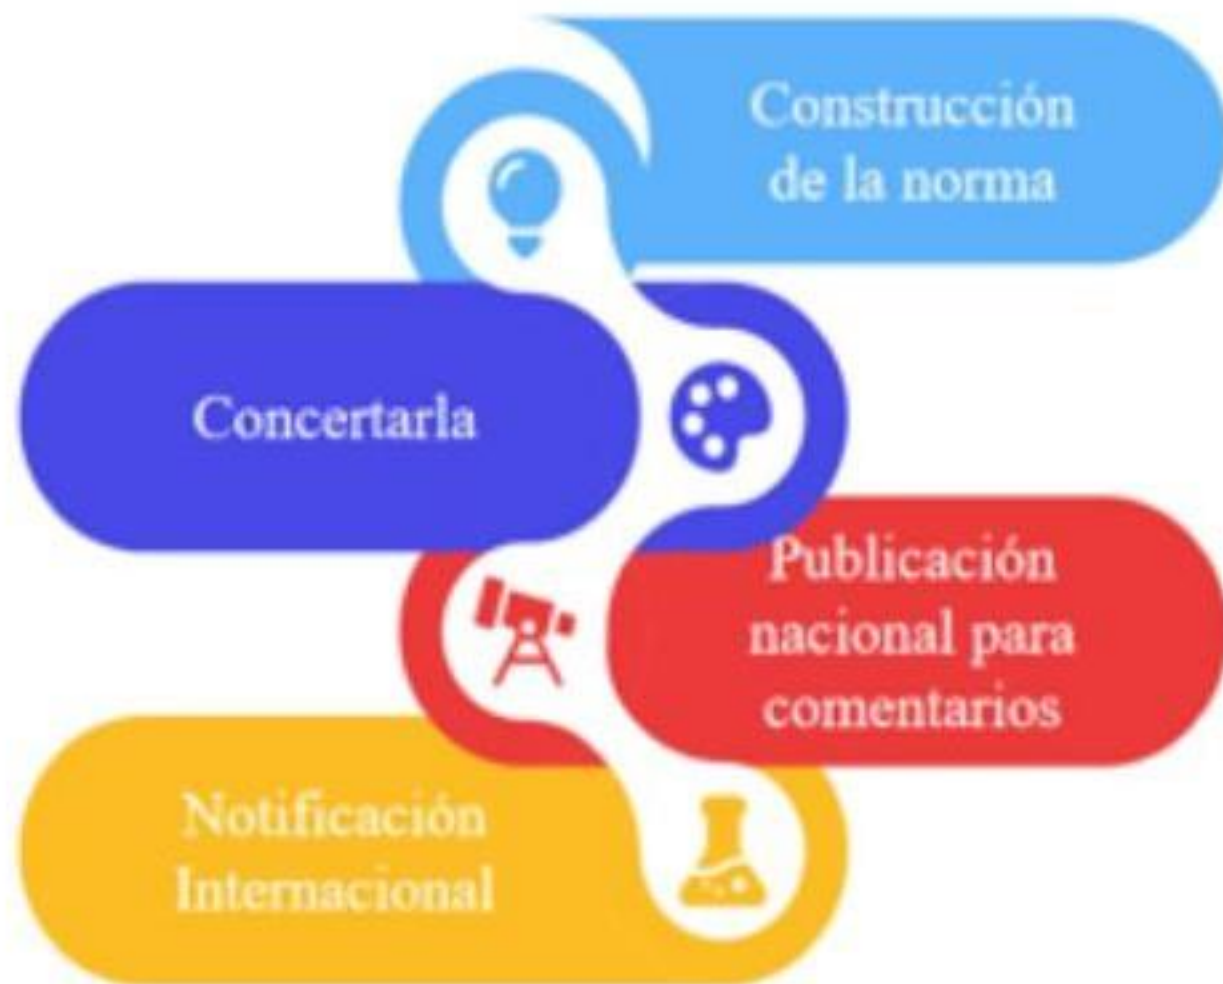 Construcción
de la norma
Concertarla
Publicación
nacional para
comentarios
Notificación
Internacional